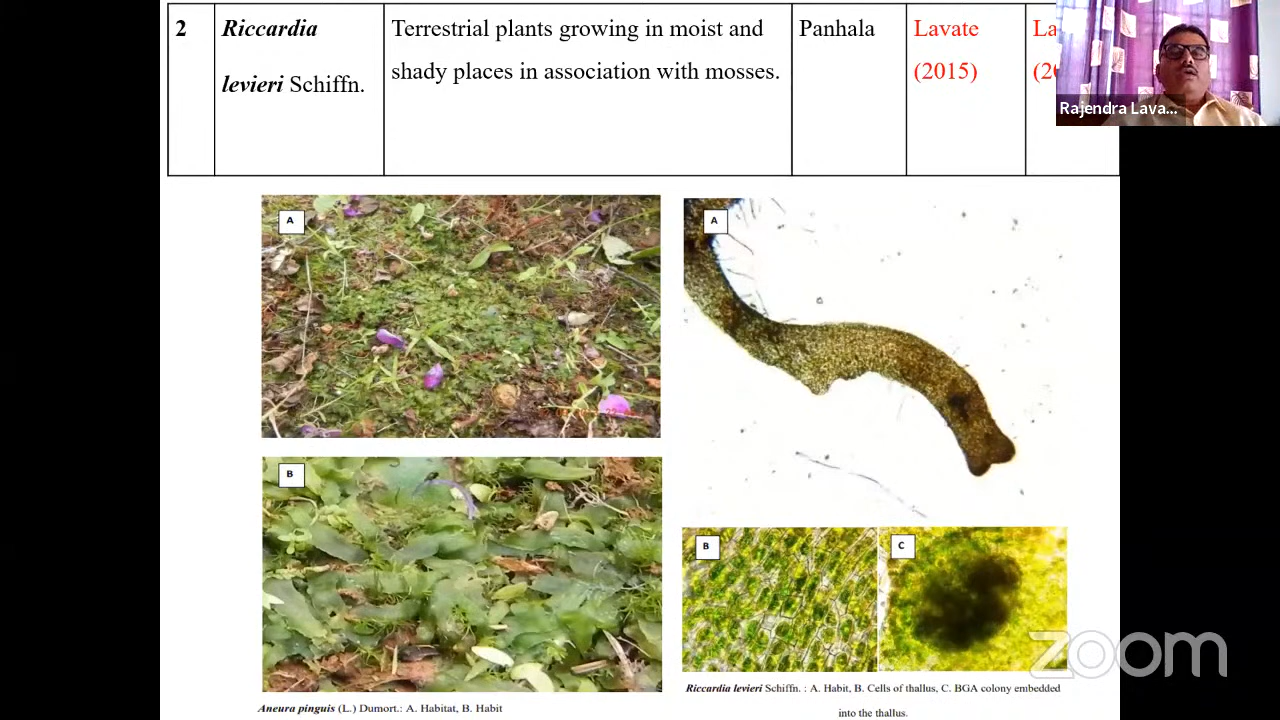 2
Riccardia
levieri Schiffn.
Terrestrial plants growing in moist and
shady places in association with mosses.
Panhala
Lavate
(2015)
La
(20
Rajendra Lava...
A
B
Aneura pinguis (L.) Dumort.: A. Habitat, B. Habit
A
B
C
Riccardia levieri Schiffn. : A. Habit, B. Cells of thallus, C. BGA colony embedded
into the thallus.
zoom